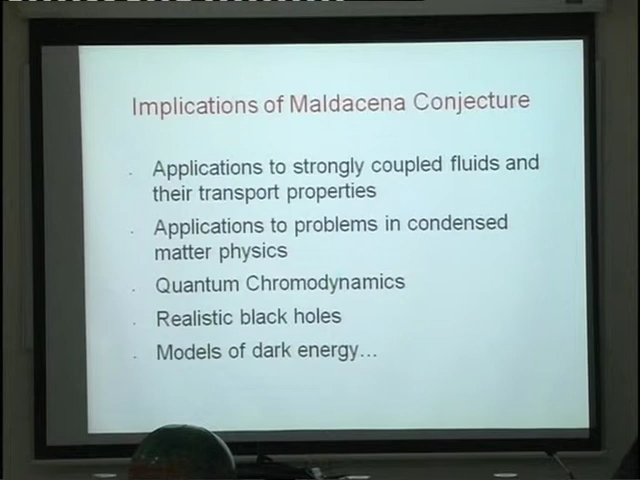 Implications of Maldacena Conjecture
Applications to strongly coupled fluids and
their transport properties
Applications to problems in condensed
matter physics
Quantum Chromodynamics
Realistic black holes
Models of dark energy...